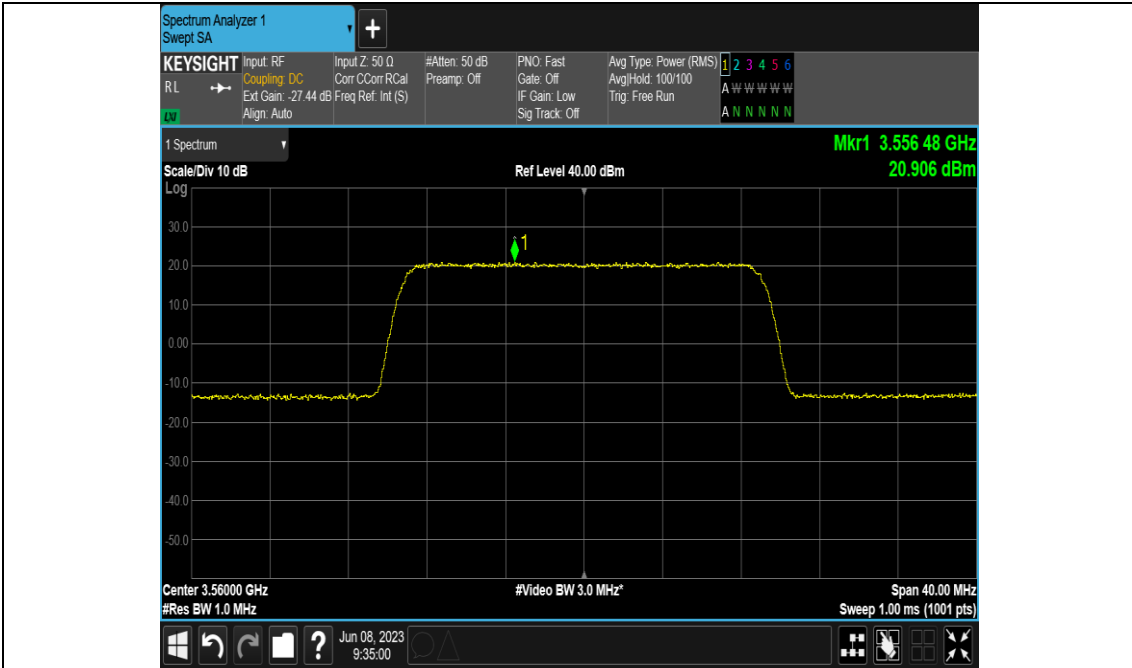 Spectrum Analyzer 1
Swept SA
+
KEYSIGHT
RL
LXI
Input: RF
Coupling: DC
Ext Gain: -27.44 dB
Align: Auto
Input Z: 50 Ω
Corr CCorr RCal
Freq Ref: Int (S)
#Atten: 50 dB
Preamp: Off
PNO: Fast
Gate: Off
IF Gain: Low
Sig Track: Off
Avg Type: Power (RMS)
Avg|Hold: 100/100
Trig: Free Run
1 2 3 4 5 6
A W W W W W
A N N N N N
1 Spectrum
Mkr1 3.556 48 GHz
20.906 dBm
Scale/Div 10 dB
Ref Level 40.00 dBm
Log
30.0
20.0
10.0
0.00
-10.0
-20.0
-30.0
-40.0
-50.0
1
Center 3.56000 GHz
#Res BW 1.0 MHz
#Video BW 3.0 MHz*
Span 40.00 MHz
Sweep 1.00 ms (1001 pts)
?
Jun 08, 2023
9:35:00